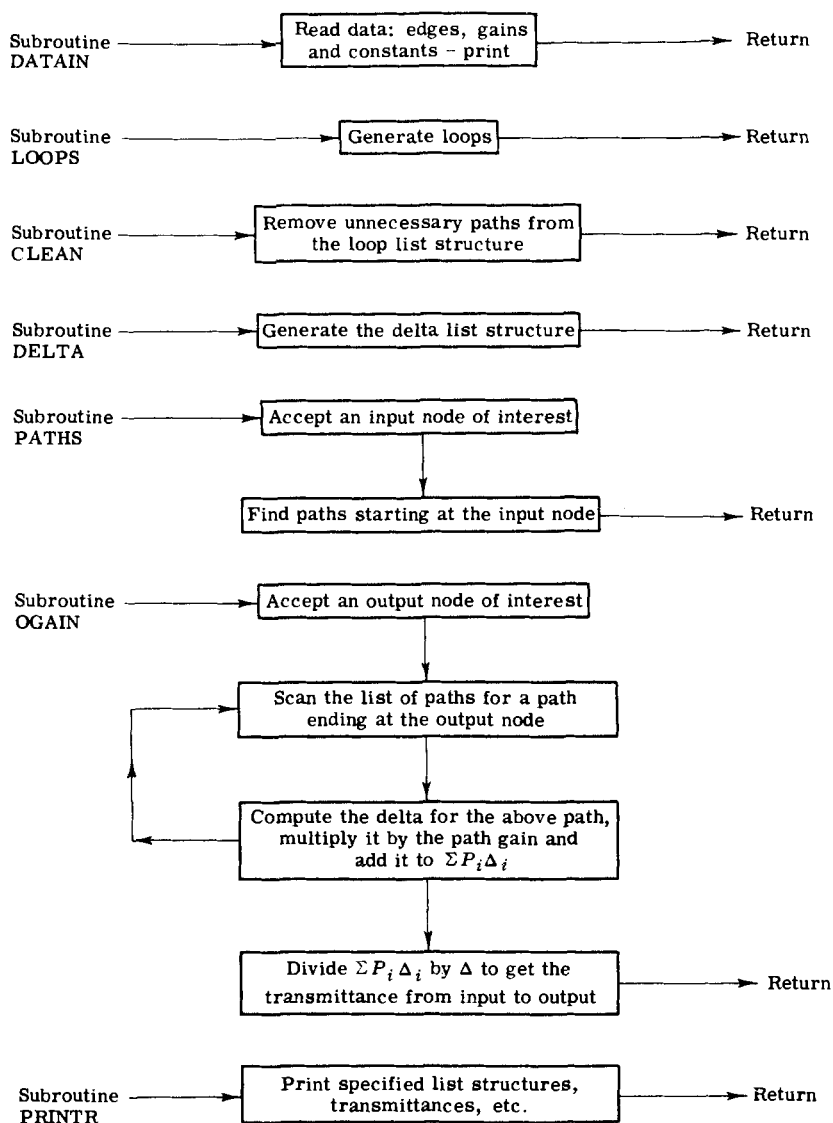 Subroutine
DATAIN
Read data: edges, gains
and constants – print
Return
Subroutine
LOOPS
Generate loops
Return
Subroutine
CLEAN
Remove unnecessary paths from
the loop list structure
Return
Subroutine
DELTA
Generate the delta list structure
Return
Subroutine
PATHS
Accept an input node of interest
Find paths starting at the input node
Return
Subroutine
OGAIN
Accept an output node of interest
Scan the list of paths for a path
ending at the output node
Compute the delta for the above path,
multiply it by the path gain and
add it to ΣPᵢΔᵢ
Divide ΣPᵢΔᵢ by Δ to get the
transmittance from input to output
Return
Subroutine
PRINTR
Print specified list structures,
transmittances, etc.
Return